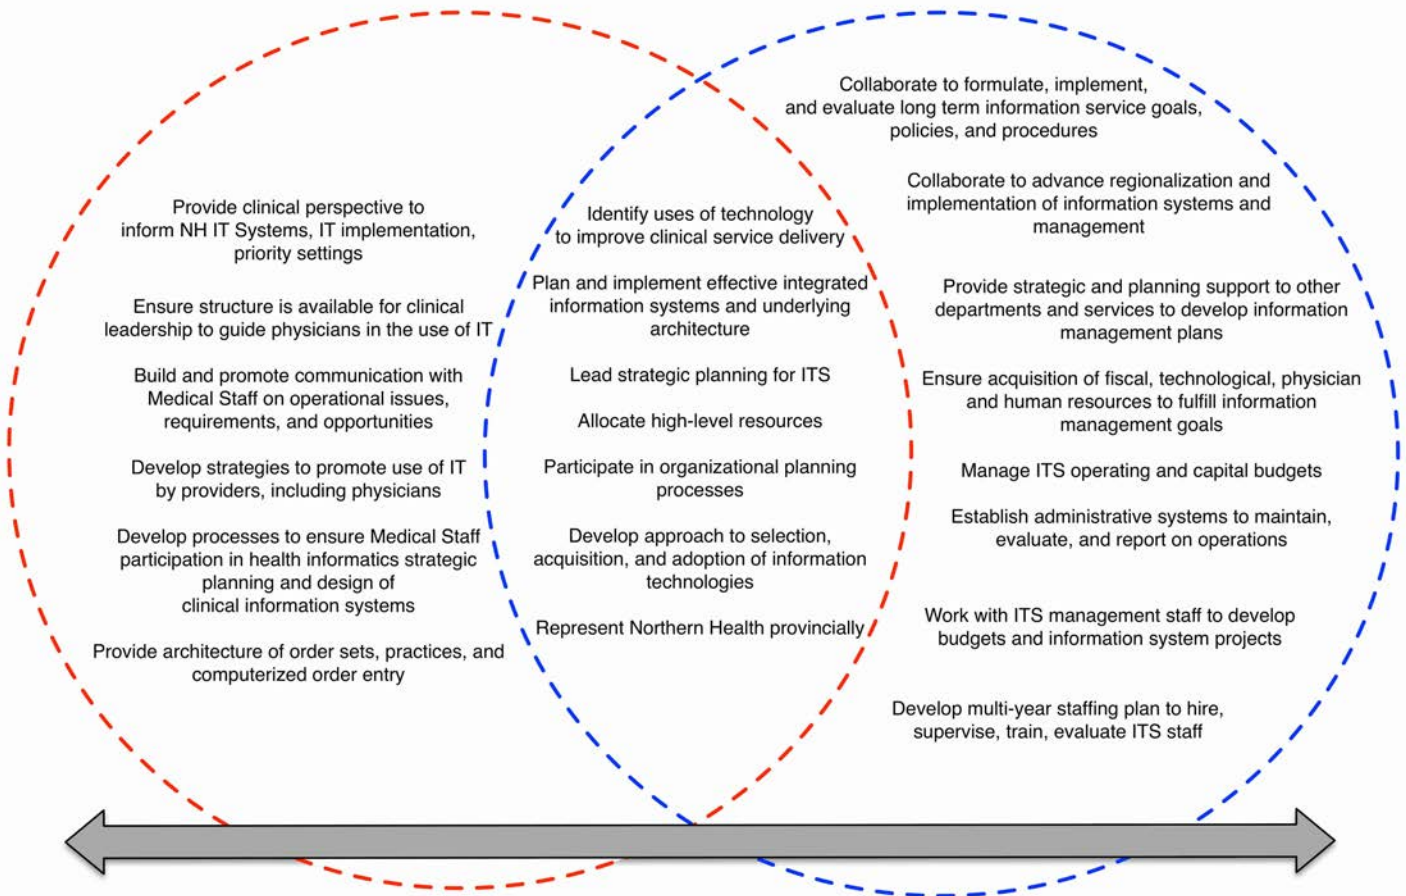 Provide clinical perspective to
inform NH IT Systems, IT implementation,
priority settings
Ensure structure is available for clinical
leadership to guide physicians in the use of IT
Build and promote communication with
Medical Staff on operational issues,
requirements, and opportunities
Develop strategies to promote use of IT
by providers, including physicians
Develop processes to ensure Medical Staff
participation in health informatics strategic
planning and design of
clinical information systems
Provide architecture of order sets, practices, and
computerized order entry
Identify uses of technology
to improve clinical service delivery
Plan and implement effective integrated
information systems and underlying
architecture
Lead strategic planning for ITS
Allocate high-level resources
Participate in organizational planning
processes
Develop approach to selection,
acquisition, and adoption of information
technologies
Represent Northern Health provincially
Collaborate to formulate, implement,
and evaluate long term information service goals,
policies, and procedures
Collaborate to advance regionalization and
implementation of information systems and
management
Provide strategic and planning support to other
departments and services to develop information
management plans
Ensure acquisition of fiscal, technological, physician
and human resources to fulfill information
management goals
Manage ITS operating and capital budgets
Establish administrative systems to maintain,
evaluate, and report on operations
Work with ITS management staff to develop
budgets and information system projects
Develop multi-year staffing plan to hire,
supervise, train, evaluate ITS staff